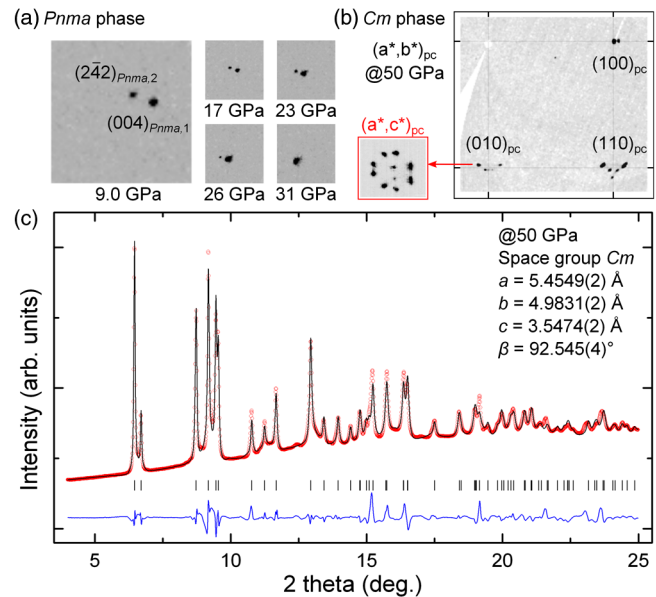 (a) Pnma phase
(2-42)Pnma,2
(004)Pnma,1
9.0 GPa
17 GPa
23 GPa
26 GPa
31 GPa
(b) Cm phase
(a*,b*)pc
@50 GPa
(100)pc
(a*,c*)pc
(010)pc
(110)pc
(c)
@50 GPa
Space group Cm
a = 5.4549(2) Å
b = 4.9831(2) Å
c = 3.5474(2) Å
β = 92.545(4)°
Intensity (arb. units)
5
10
15
20
25
2 theta (deg.)